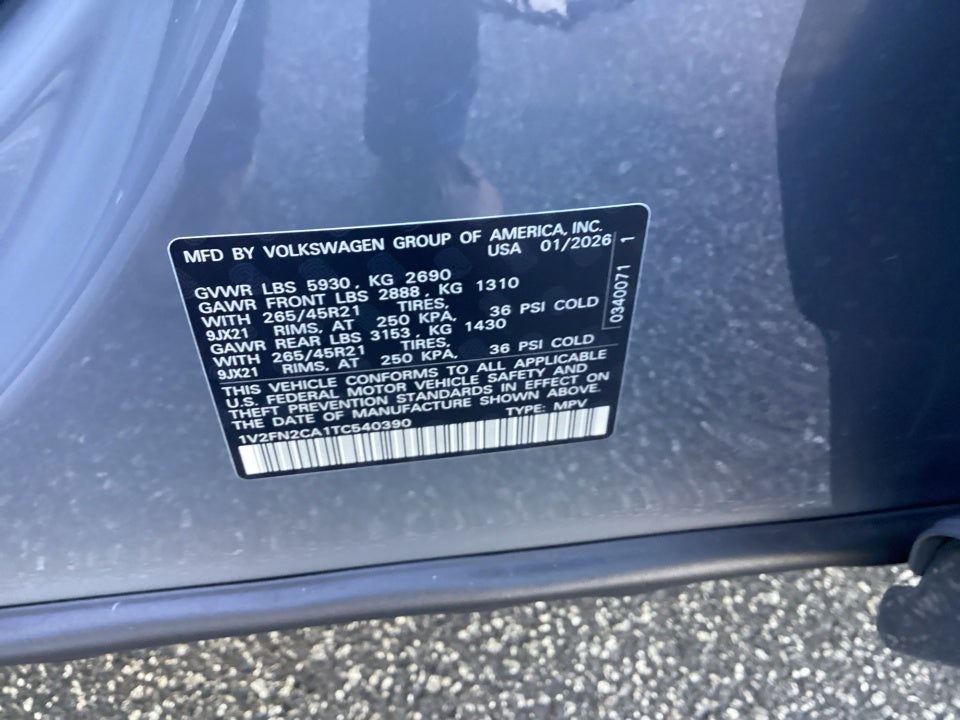 MFD BY VOLKSWAGEN GROUP OF AMERICA, INC.
USA 01/2026
GVWR LBS 5930, KG 2690
GAWR FRONT LBS 2888, KG 1310
WITH 265/45R21 TIRES,
9JX21 RIMS, AT 250 KPA, 36 PSI COLD
GAWR REAR LBS 3153, KG 1430
WITH 265/45R21 TIRES,
9JX21 RIMS, AT 250 KPA, 36 PSI COLD
THIS VEHICLE CONFORMS TO ALL APPLICABLE
U.S. FEDERAL MOTOR VEHICLE SAFETY AND
THEFT PREVENTION STANDARDS IN EFFECT ON
THE DATE OF MANUFACTURE SHOWN ABOVE.
1V2FN2CA1TC540390 TYPE: MPV
0340071 1